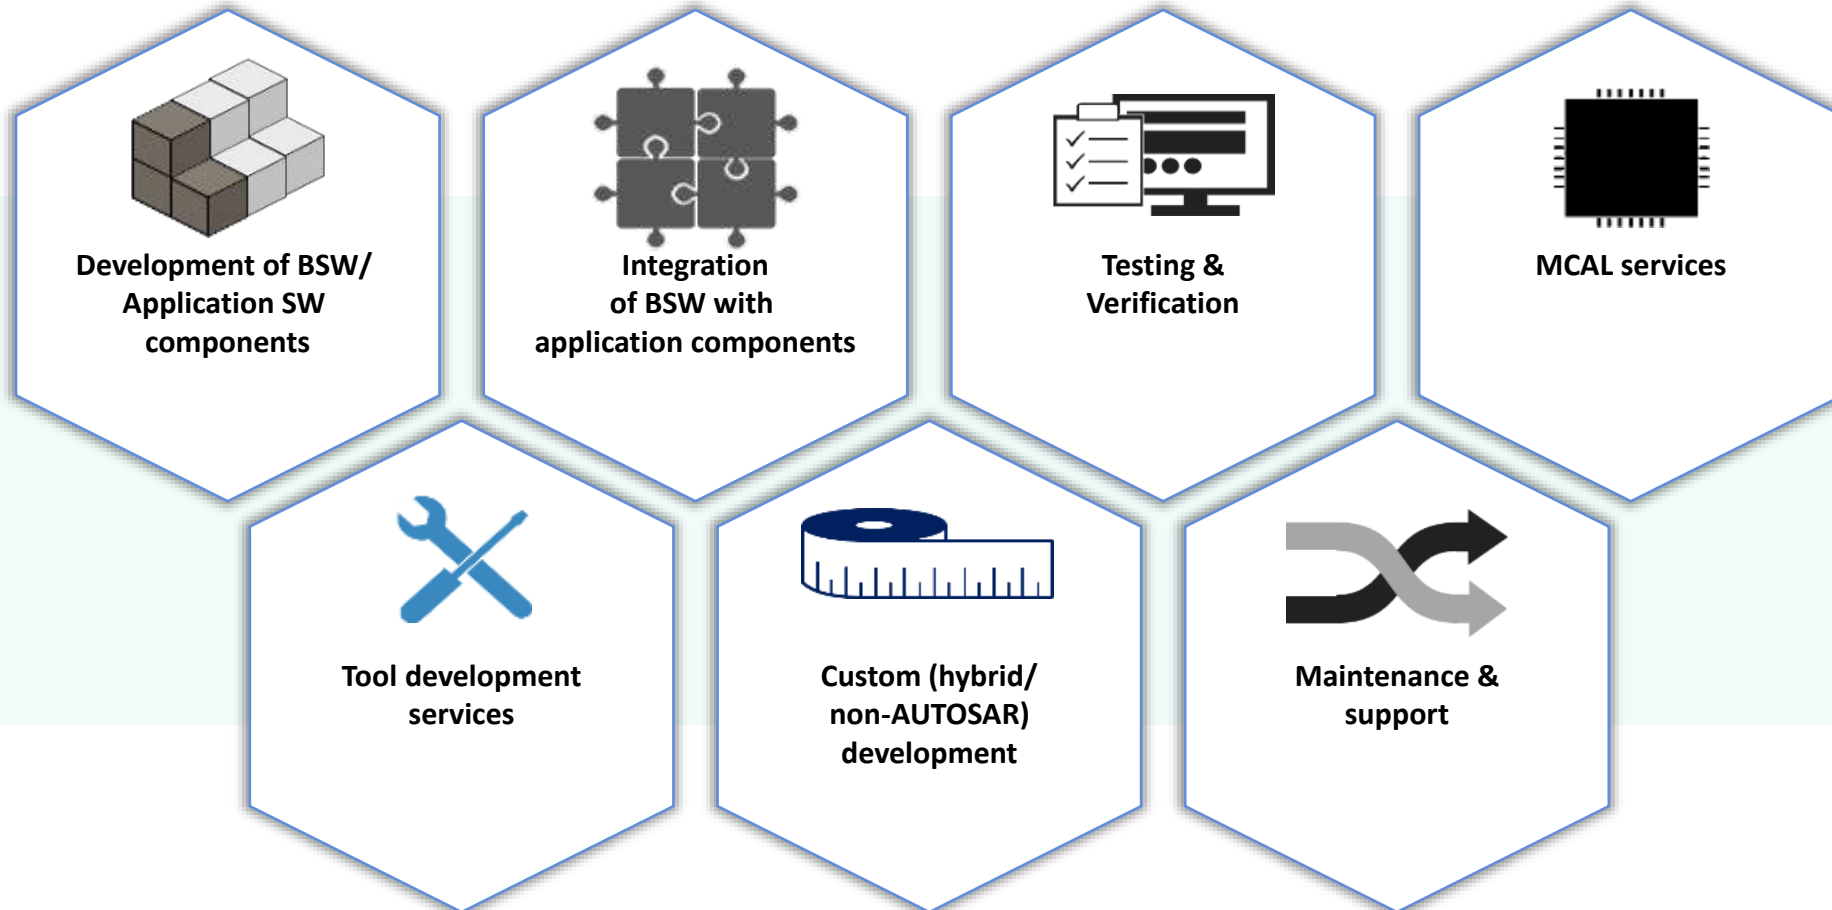 Development of BSW/
Application SW
components
Integration
of BSW with
application components
Testing &
Verification
MCAL services
Tool development
services
Custom (hybrid/
non-AUTOSAR)
development
Maintenance &
support